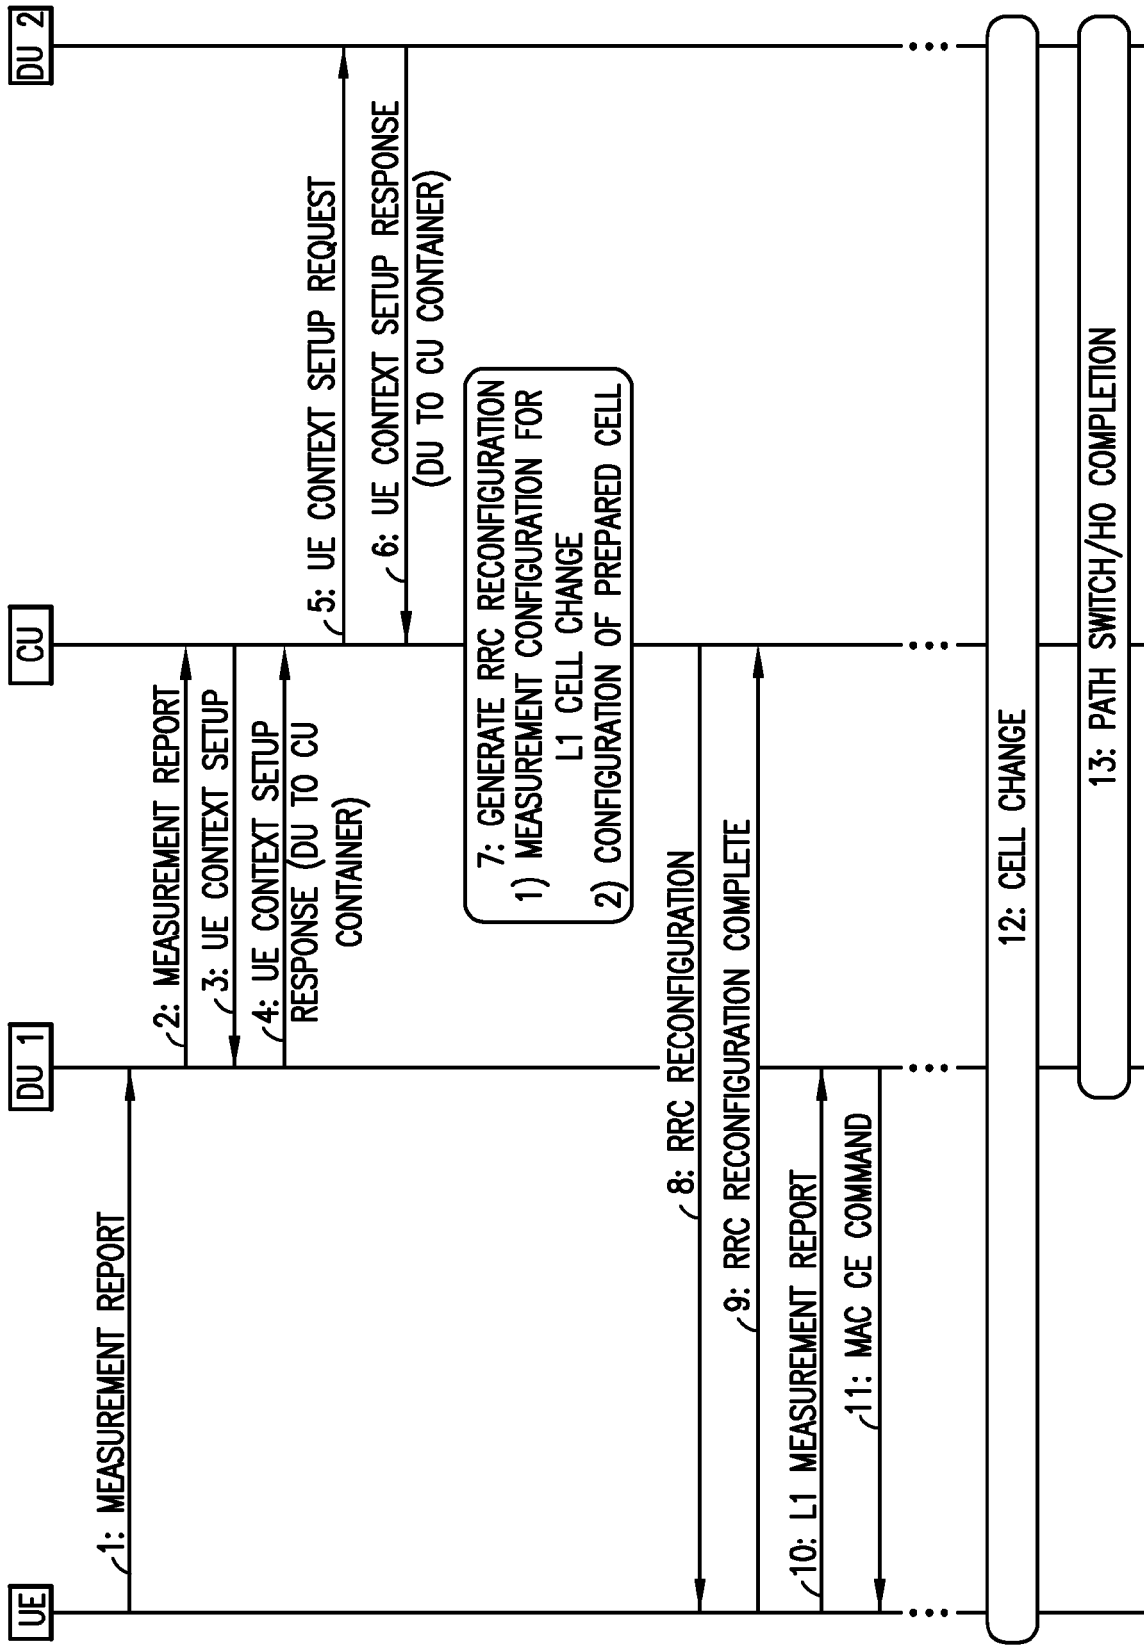 UE
DU 1
CU
DU 2
1: MEASUREMENT REPORT
2: MEASUREMENT REPORT
3: UE CONTEXT SETUP
4: UE CONTEXT SETUP
RESPONSE (DU TO CU
CONTAINER)
5: UE CONTEXT SETUP REQUEST
6: UE CONTEXT SETUP RESPONSE
(DU TO CU CONTAINER)
7: GENERATE RRC RECONFIGURATION
1) MEASUREMENT CONFIGURATION FOR
L1 CELL CHANGE
2) CONFIGURATION OF PREPARED CELL
8: RRC RECONFIGURATION
9: RRC RECONFIGURATION COMPLETE
10: L1 MEASUREMENT REPORT
11: MAC CE COMMAND
12: CELL CHANGE
13: PATH SWITCH/HO COMPLETION